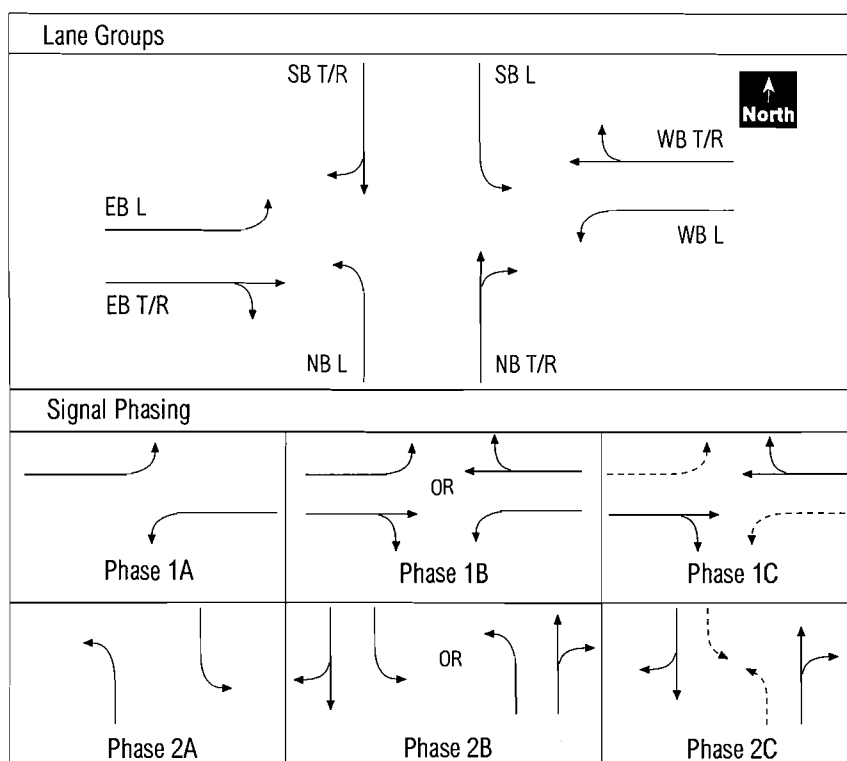 Lane Groups
SB T/R
SB L
North
WB T/R
EB L
WB L
EB T/R
NB L
NB T/R
Signal Phasing
OR
Phase 1A
Phase 1B
Phase 1C
OR
Phase 2A
Phase 2B
Phase 2C